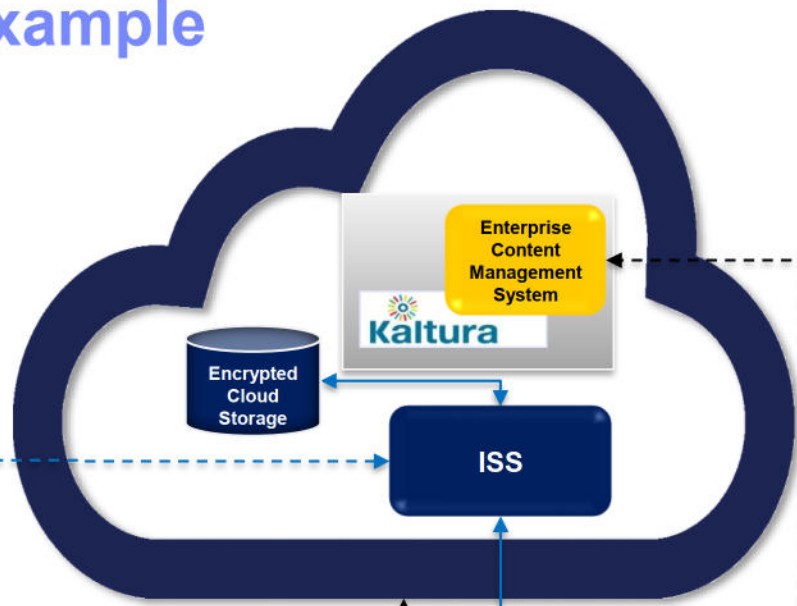 xample
Enterprise
Content
Management
System
Kaltura
Encrypted
Cloud
Storage
ISS